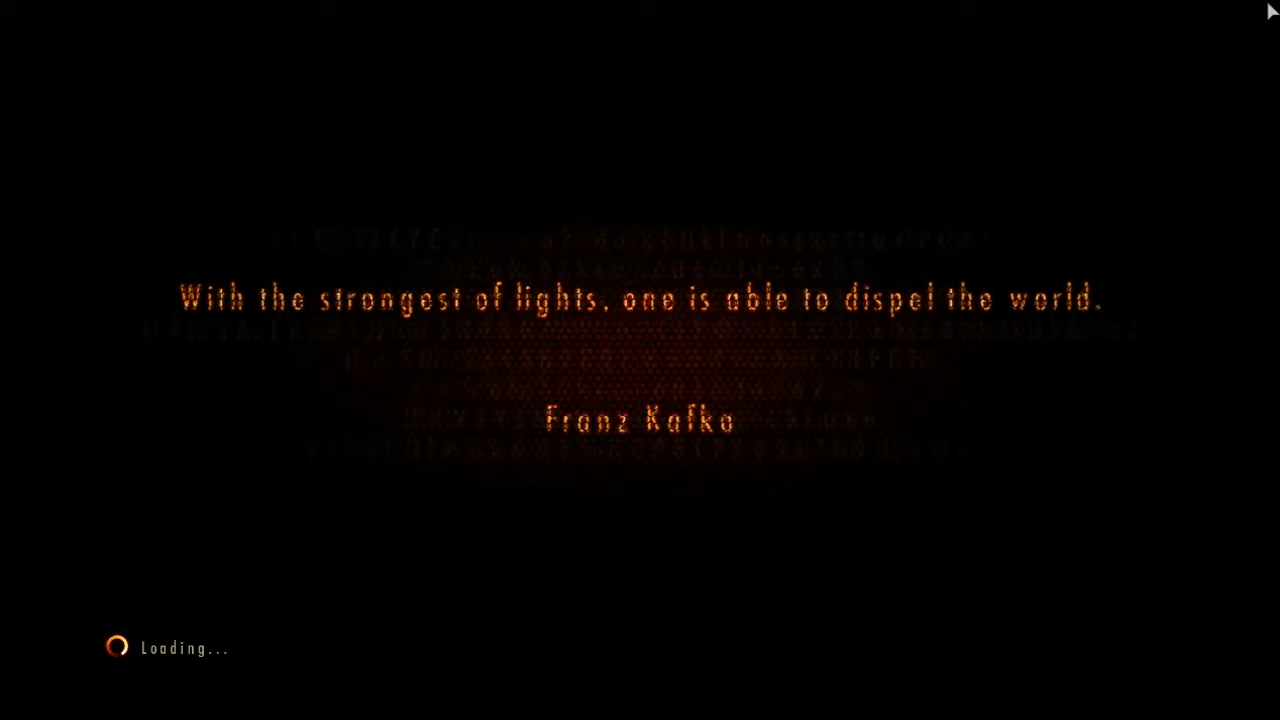 With the strongest of lights, one is able to dispel the world.
Franz Kafka
Loading...